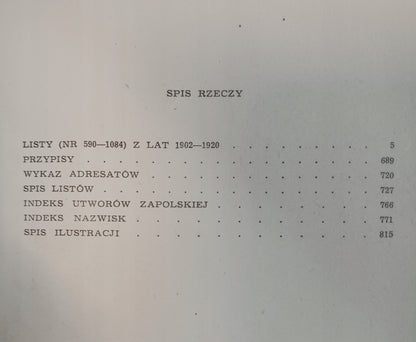 SPIS RZECZY
LISTY (NR 590—1084) Z LAT 1902—1920 . . . . . . . . 5
PRZYPISY . . . . . . . . . . . . . . . . 689
WYKAZ ADRESATÓW . . . . . . . . . . . . . 720
SPIS LISTÓW . . . . . . . . . . . . . . . 727
INDEKS UTWORÓW ZAPOLSKIEJ . . . . . . . . . 766
INDEKS NAZWISK . . . . . . . . . . . . . . 771
SPIS ILUSTRACJI . . . . . . . . . . . . . . 815